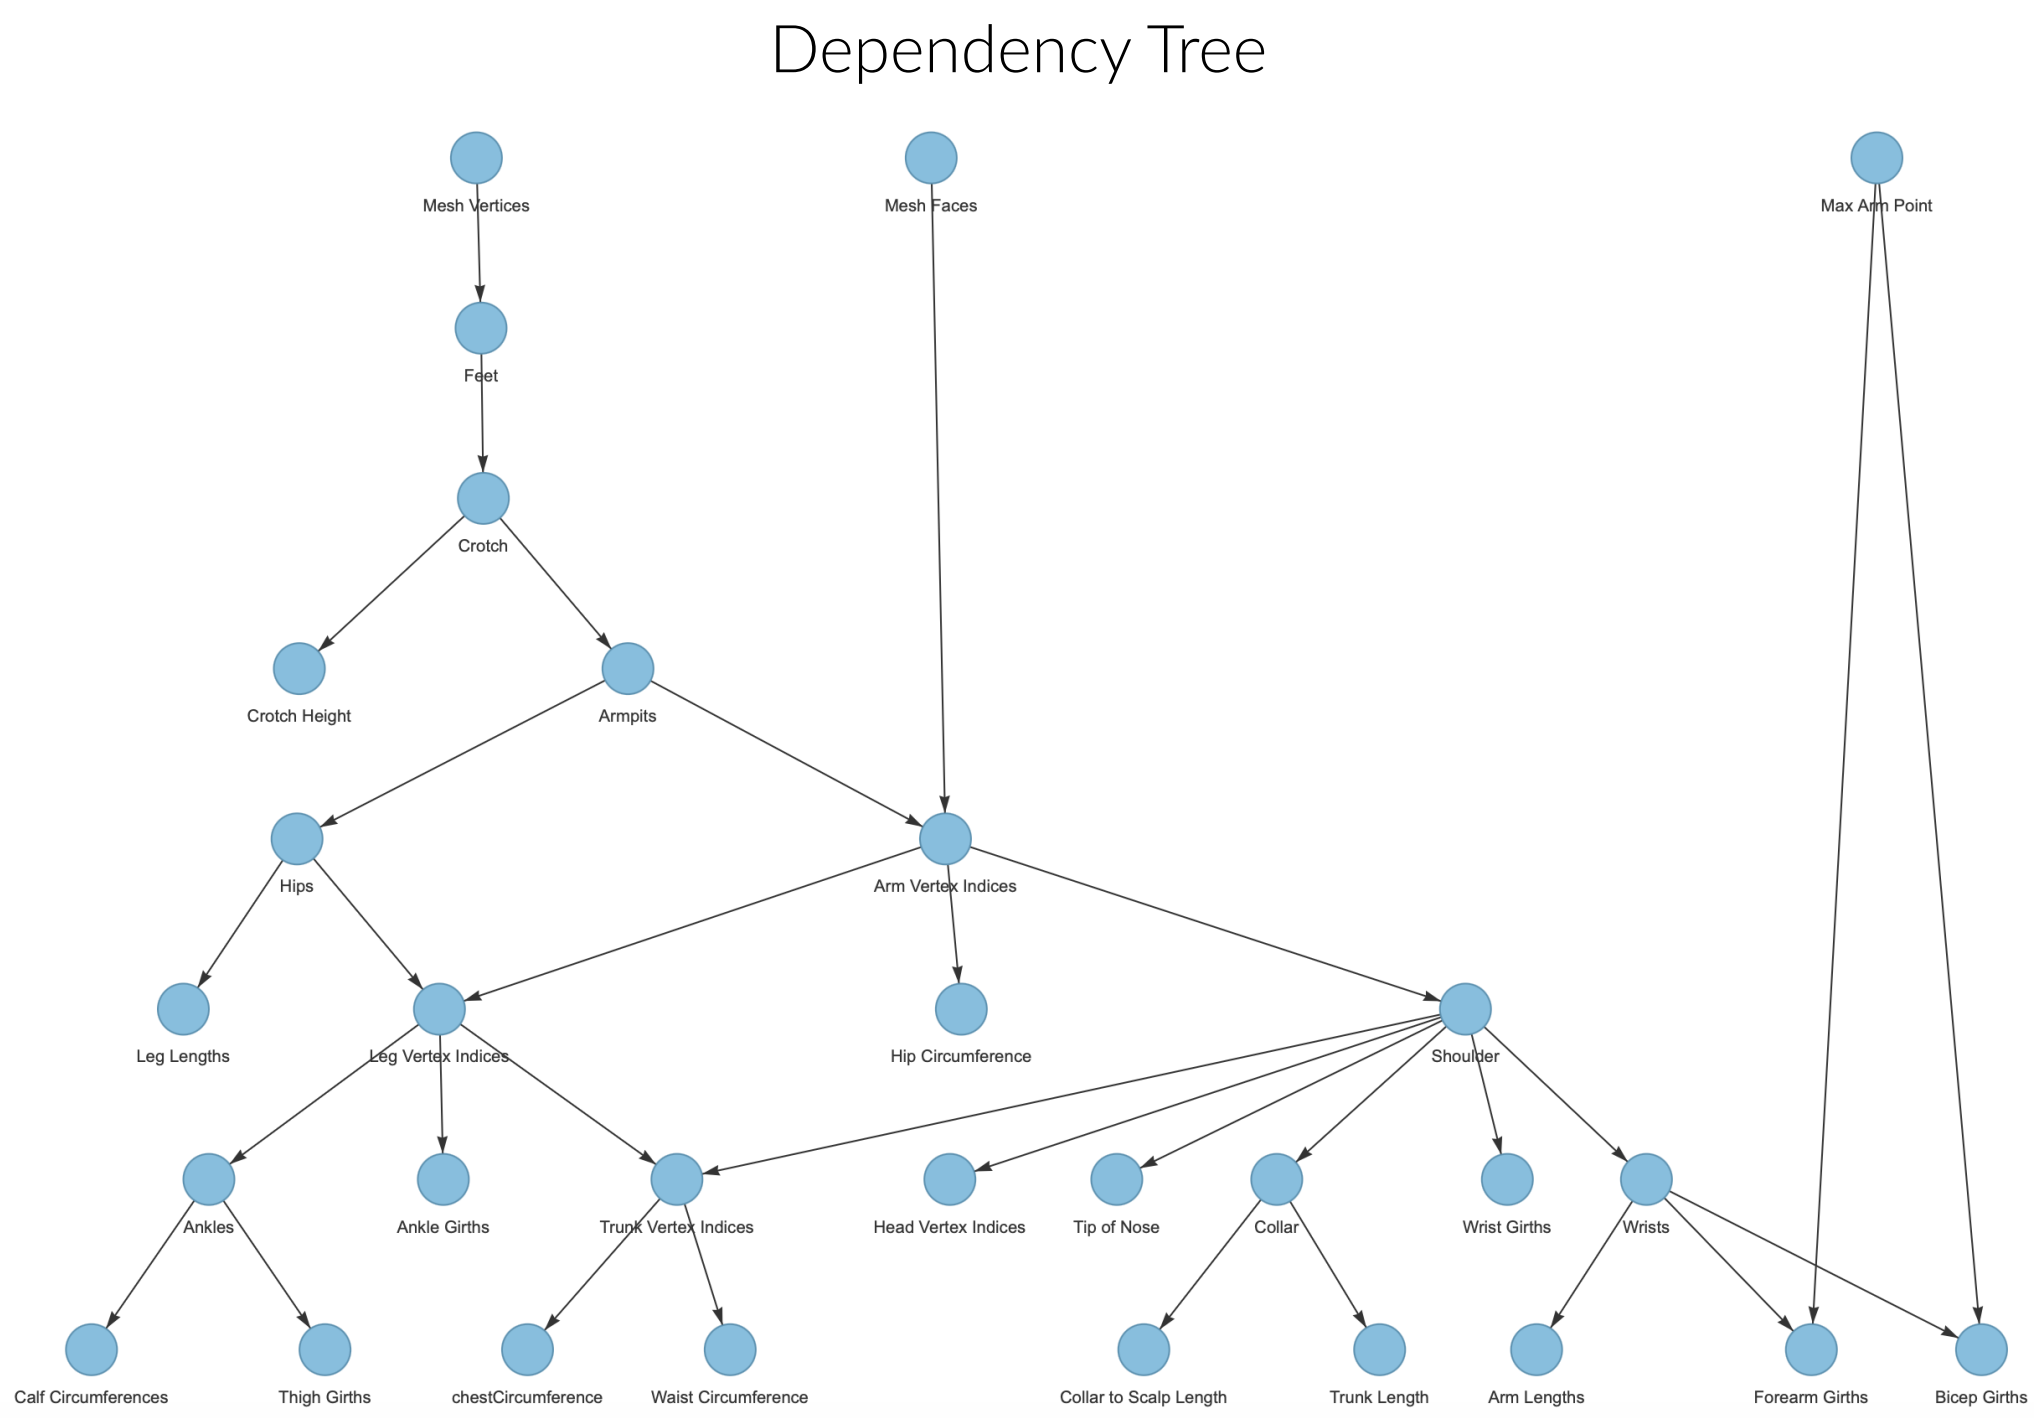 Dependency Tree
Mesh Vertices
Mesh Faces
Max Arm Point
Feet
Crotch
Crotch Height
Armpits
Hips
Arm Vertex Indices
Leg Lengths
Leg Vertex Indices
Hip Circumference
Shoulder
Ankles
Ankle Girths
Trunk Vertex Indices
Head Vertex Indices
Tip of Nose
Collar
Wrist Girths
Wrists
Calf Circumferences
Thigh Girths
chestCircumference
Waist Circumference
Collar to Scalp Length
Trunk Length
Arm Lengths
Forearm Girths
Bicep Girths